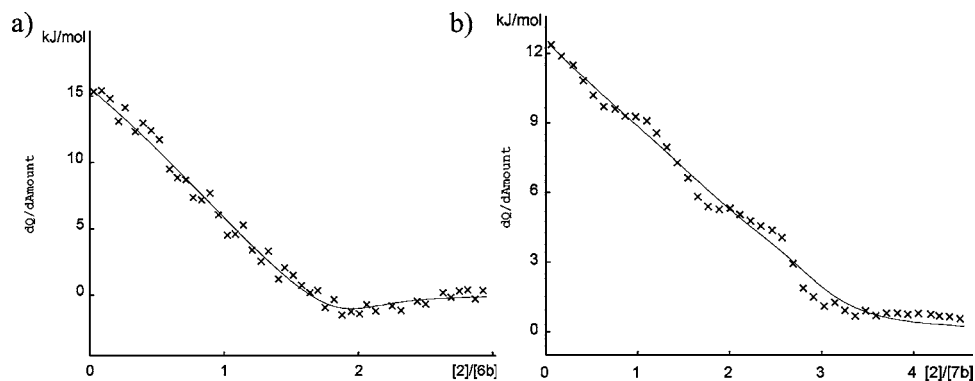 a)
kJ/mol
15
10
5
0
dQ/dAmount
0 1 2 [2]/[6b]
b)
kJ/mol
12
9
6
3
0
dQ/dAmount
0 1 2 3 4 [2]/[7b]